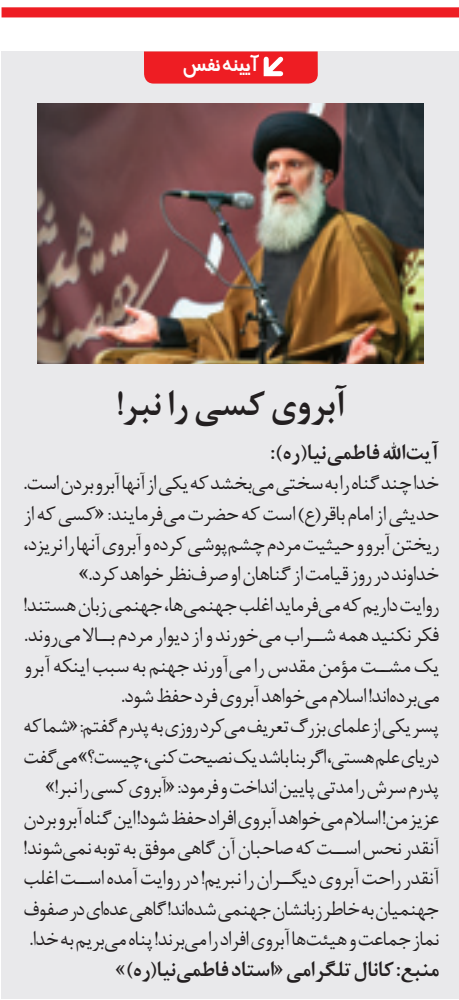 آیینه نفس
آبروی کسی را نبر!
آیت‌الله فاطمی‌نیا(ره):
خدا چند گناه را به سختی می‌بخشد که یکی از آنها آبرو بردن است.
حدیثی از امام باقر(ع) است که حضرت می‌فرمایند: «کسی که از
ریختن آبرو و حیثیت مردم چشم‌پوشی کرده و آبروی آنها را نریزد،
خداوند در روز قیامت از گناهان او صرف‌نظر خواهد کرد.»
روایت داریم که می‌فرماید اغلب جهنمی‌ها، جهنمی زبان هستند!
فکر نکنید همه شراب می‌خورند و از دیوار مردم بالا می‌روند.
یک مشت مؤمن مقدس را می‌آورند جهنم به سبب اینکه آبرو
می‌برده‌اند! اسلام می‌خواهد آبروی فرد حفظ شود.
پسر یکی از علمای بزرگ تعریف می‌کرد روزی به پدرم گفتم: «شما که
دریای علم هستی، اگر بنا باشد یک نصیحت کنی، چیست؟» می‌گفت
پدرم سرش را مدتی پایین انداخت و فرمود: «آبروی کسی را نبر!»
عزیز من! اسلام می‌خواهد آبروی افراد حفظ شود! این گناه آبرو بردن
آنقدر نحس است که صاحبان آن گاهی موفق به توبه نمی‌شوند!
آنقدر راحت آبروی دیگران را نبریم! در روایت آمده است اغلب
جهنمیان به خاطر زبانشان جهنمی شده‌اند! گاهی عده‌ای در صفوف
نماز جماعت و هیئت‌ها آبروی افراد را می‌برند! پناه می‌بریم به خدا.
منبع: کانال تلگرامی «استاد فاطمی‌نیا(ره)»